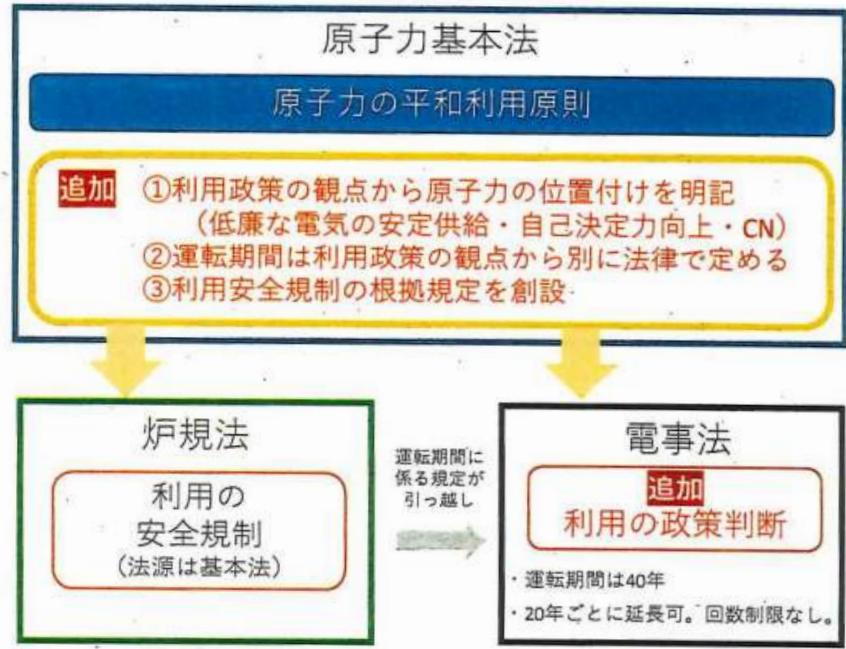 原子力基本法
原子力の平和利用原則
追加 ①利用政策の観点から原子力の位置付けを明記
（低廉な電気の安定供給・自己決定力向上・CN）
②運転期間は利用政策の観点から別に法律で定める
③利用安全規制の根拠規定を創設
炉規法
利用の
安全規制
(法源は基本法)
運転期間に
係る規定が
引っ越し
電事法
追加
利用の政策判断
・運転期間は40年
・20年ごとに延長可。回数制限なし。